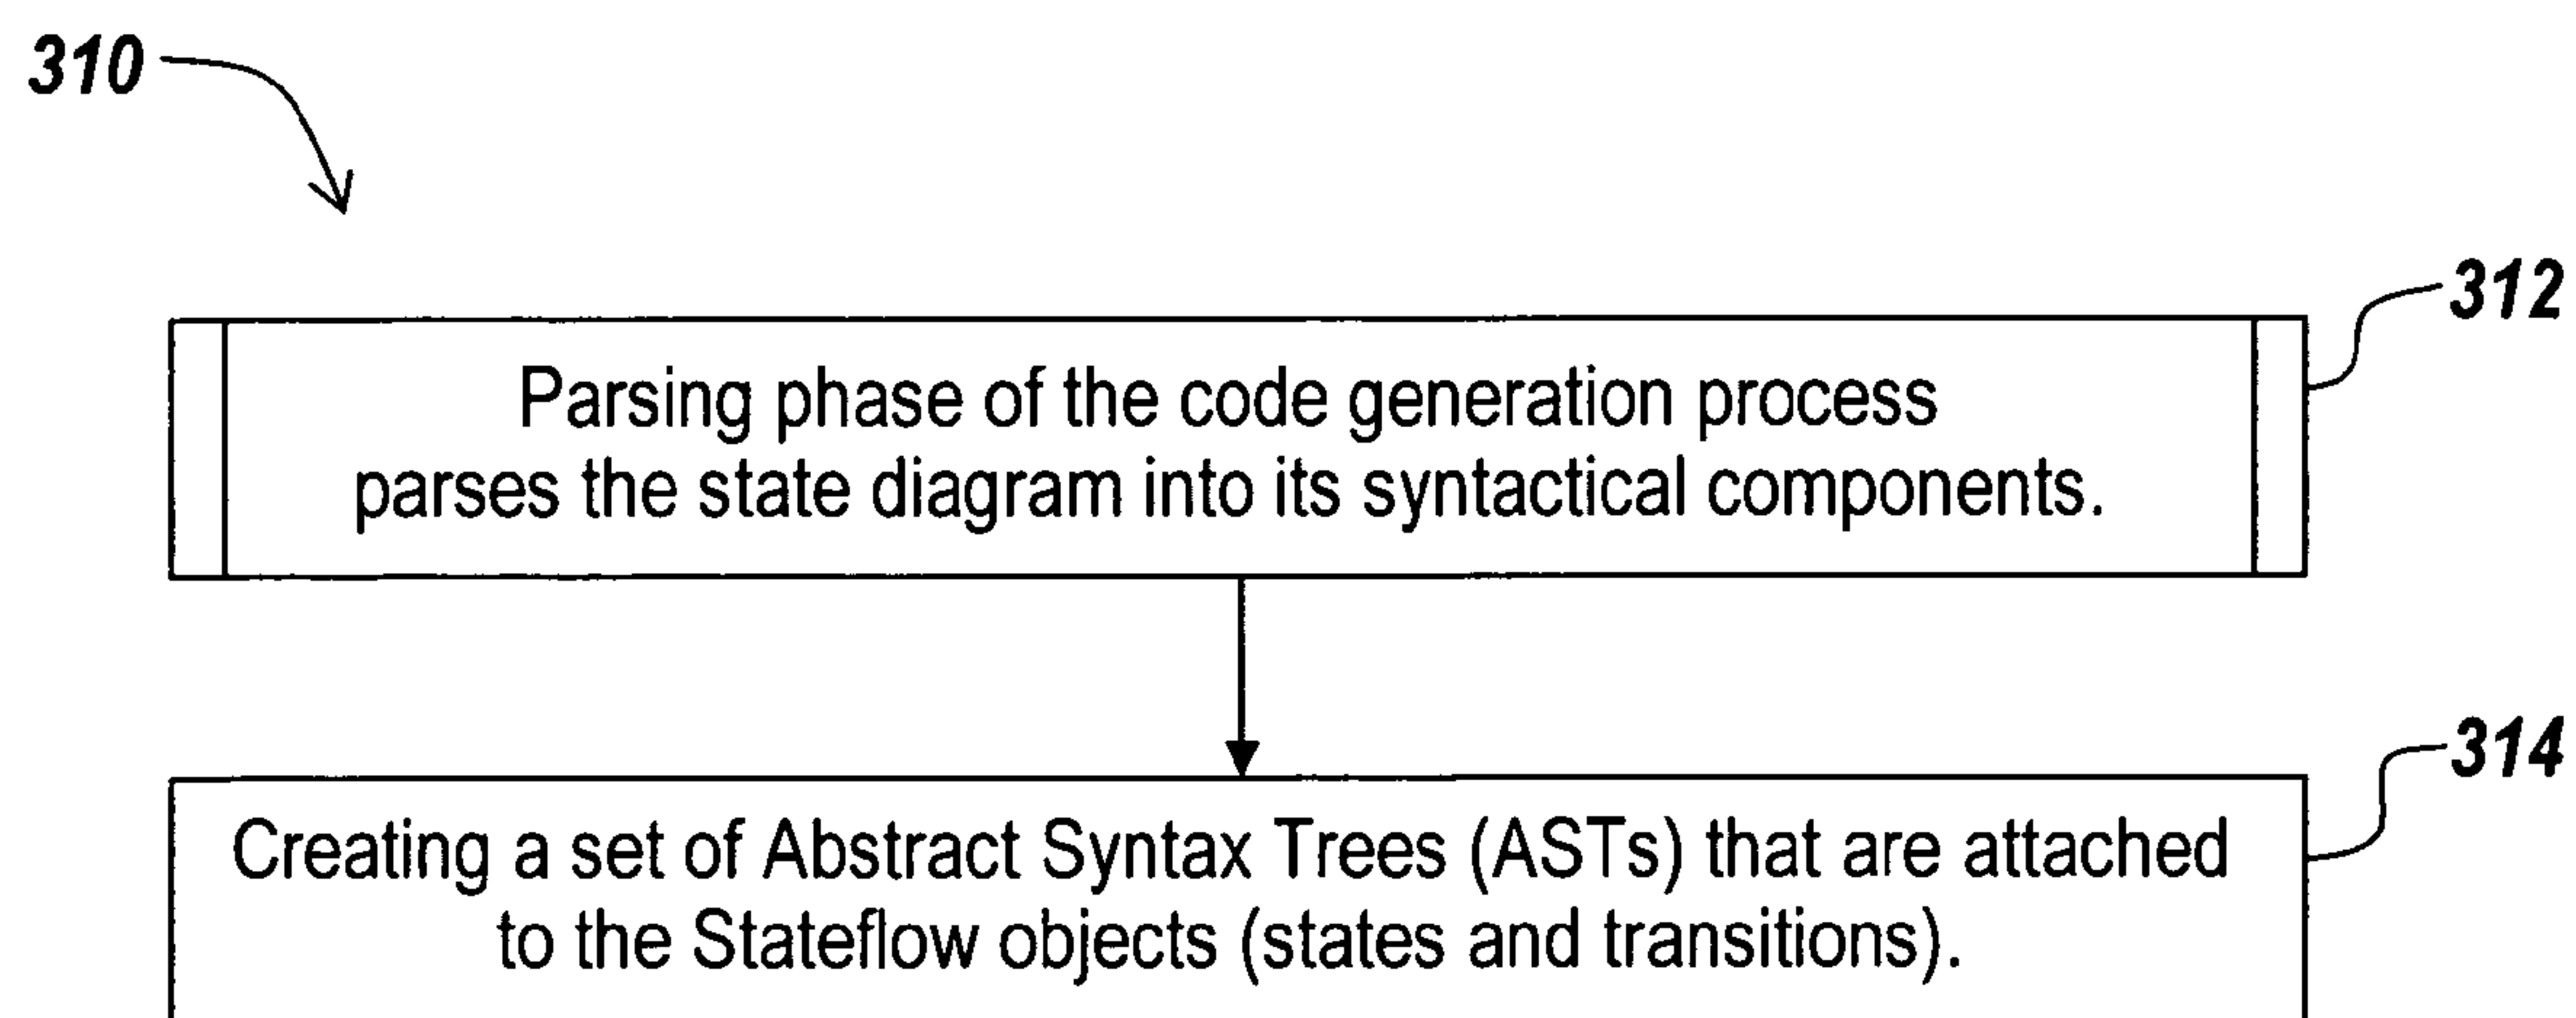 310
312
Parsing phase of the code generation process
parses the state diagram into its syntactical components.
314
Creating a set of Abstract Syntax Trees (ASTs) that are attached
to the Stateflow objects (states and transitions).